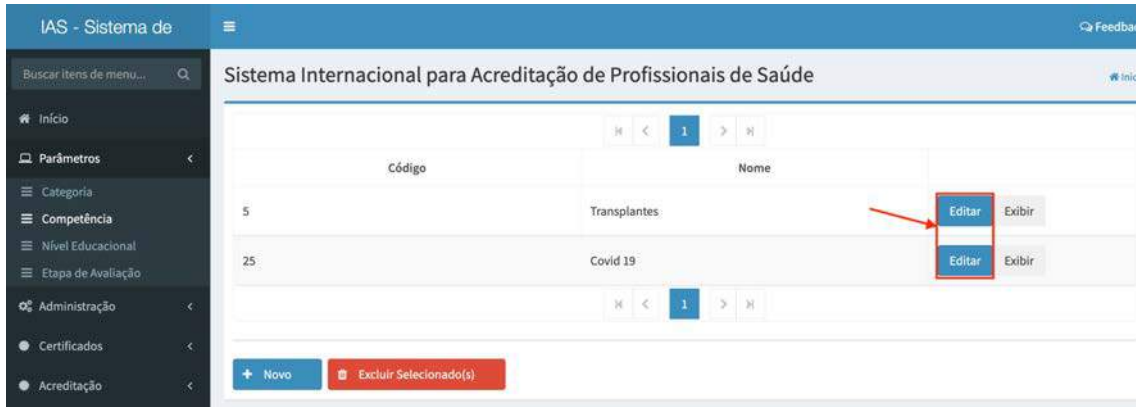 IAS - Sistema de
Feedbac
Buscar itens de menu...
Sistema Internacional para Acreditação de Profissionais de Saúde
Iníc
Início
Parâmetros
Categoria
Competência
Nível Educacional
Etapa de Avaliação
Administração
Certificados
Acreditação
1
Código Nome
5 Transplantes Editar Exibir
25 Covid 19 Editar Exibir
1
+ Novo Excluir Selecionado(s)